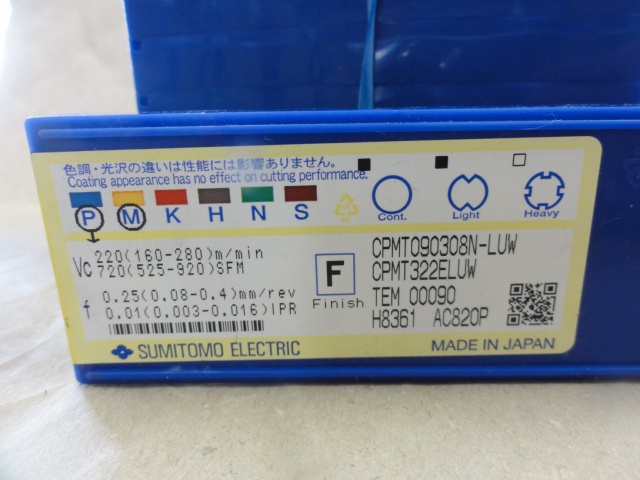 色調・光沢の違いは性能には影響ありません。
Coating appearance has no effect on cutting performance.
P M K H N S
Cont. Light Heavy
Vc 220(160-280)m/min
720(525-920)SFM
f 0.25(0.08-0.4)mm/rev
0.01(0.003-0.016)IPR
F
Finish
CPMT090308N-LUW
CPMT322ELUW
TEM 00090
H8361 AC820P
SUMITOMO ELECTRIC
MADE IN JAPAN